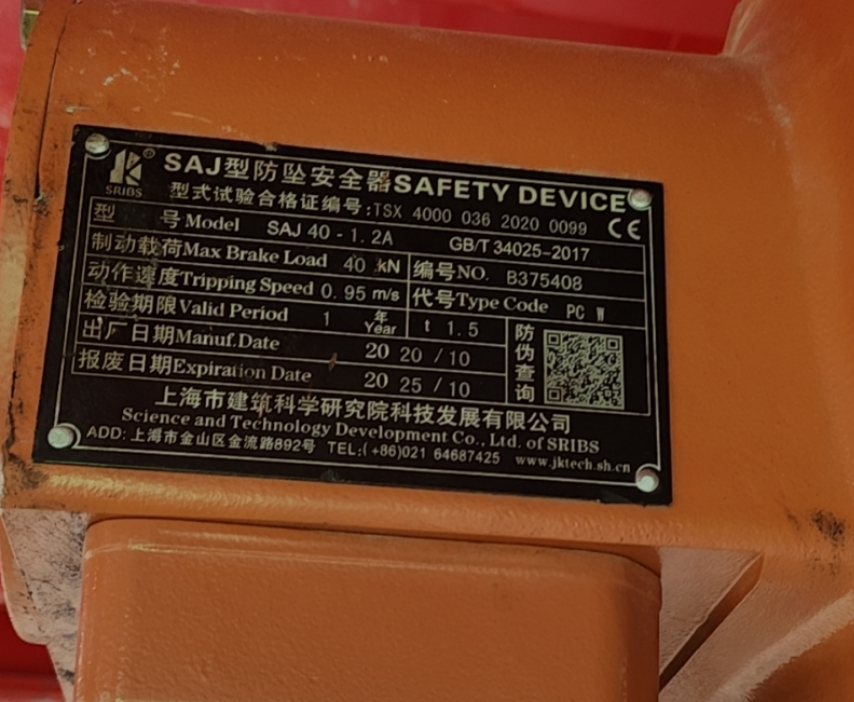 SRIBS ® SAJ型防坠安全器SAFETY DEVICE
型式试验合格证编号:TSX 4000 036 2020 0099 CE
型 号Model SAJ 40-1.2A GB/T 34025-2017
制动载荷Max Brake Load 40 kN 编号NO. B375408
动作速度Tripping Speed 0.95 m/s 代号Type Code PC W
检验期限Valid Period 1 年 Year t 1.5 防伪查询
出厂日期Manuf.Date 20 20 / 10
报废日期Expiration Date 20 25 / 10
上海市建筑科学研究院科技发展有限公司
Science and Technology Development Co., Ltd. of SRIBS
ADD: 上海市金山区金流路892号 TEL:(+86)021 64687425 www.jktech.sh.cn